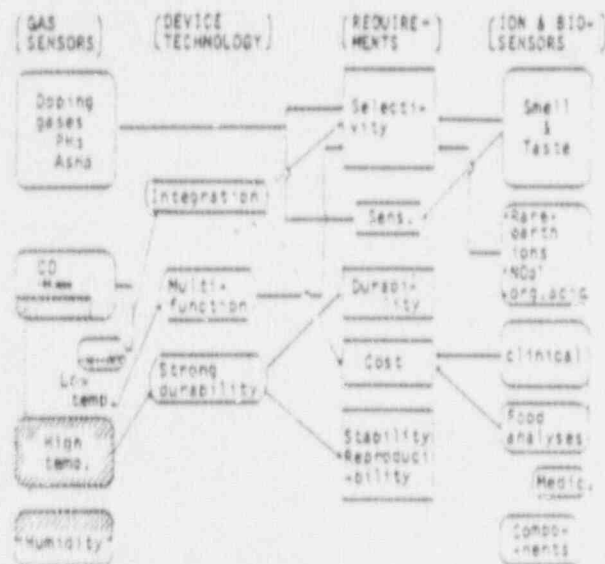 GAS SENSORS
DEVICE TECHNOLOGY
REQUIRE-
MENTS
ION & BIO-
SENSORS
Doping
gases
PH₃
Selecti-
vity
Smell
&
Taste
Integration
Sens.
Rare-
earth
ions
org.acid
CO
Multi-
function
Durabi-
lity
Low
temp.
Strong
durability
Cost
clinical
High
temp.
Stability
Reproduci
-bility
Food
analyses
Medic.
Humidity
Compo-
nents